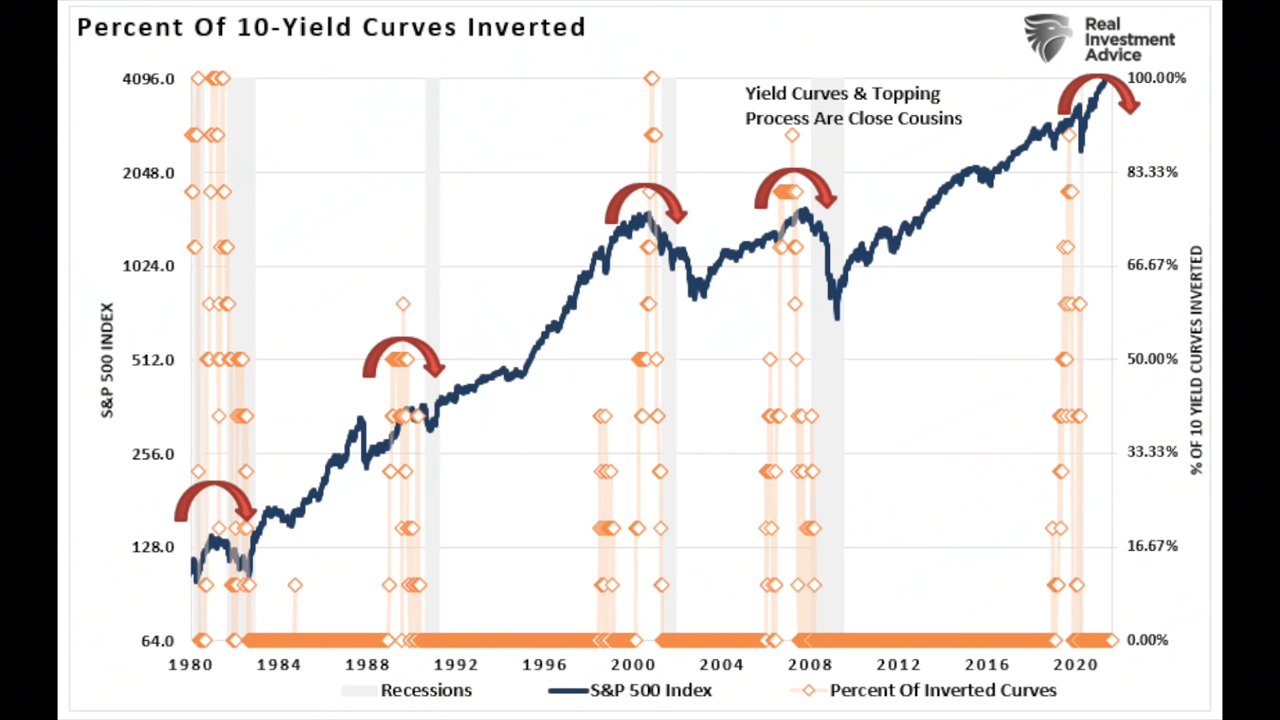 Percent Of 10-Yield Curves Inverted
Real
Investment
Advice
Yield Curves & Topping
Process Are Close Cousins
4096.0
2048.0
1024.0
512.0
256.0
128.0
64.0
S&P 500 INDEX
100.00%
83.33%
66.67%
50.00%
33.33%
16.67%
0.00%
% OF 10 YIELD CURVES INVERTED
1980 1984 1988 1992 1996 2000 2004 2008 2012 2016 2020
Recessions S&P 500 Index Percent Of Inverted Curves